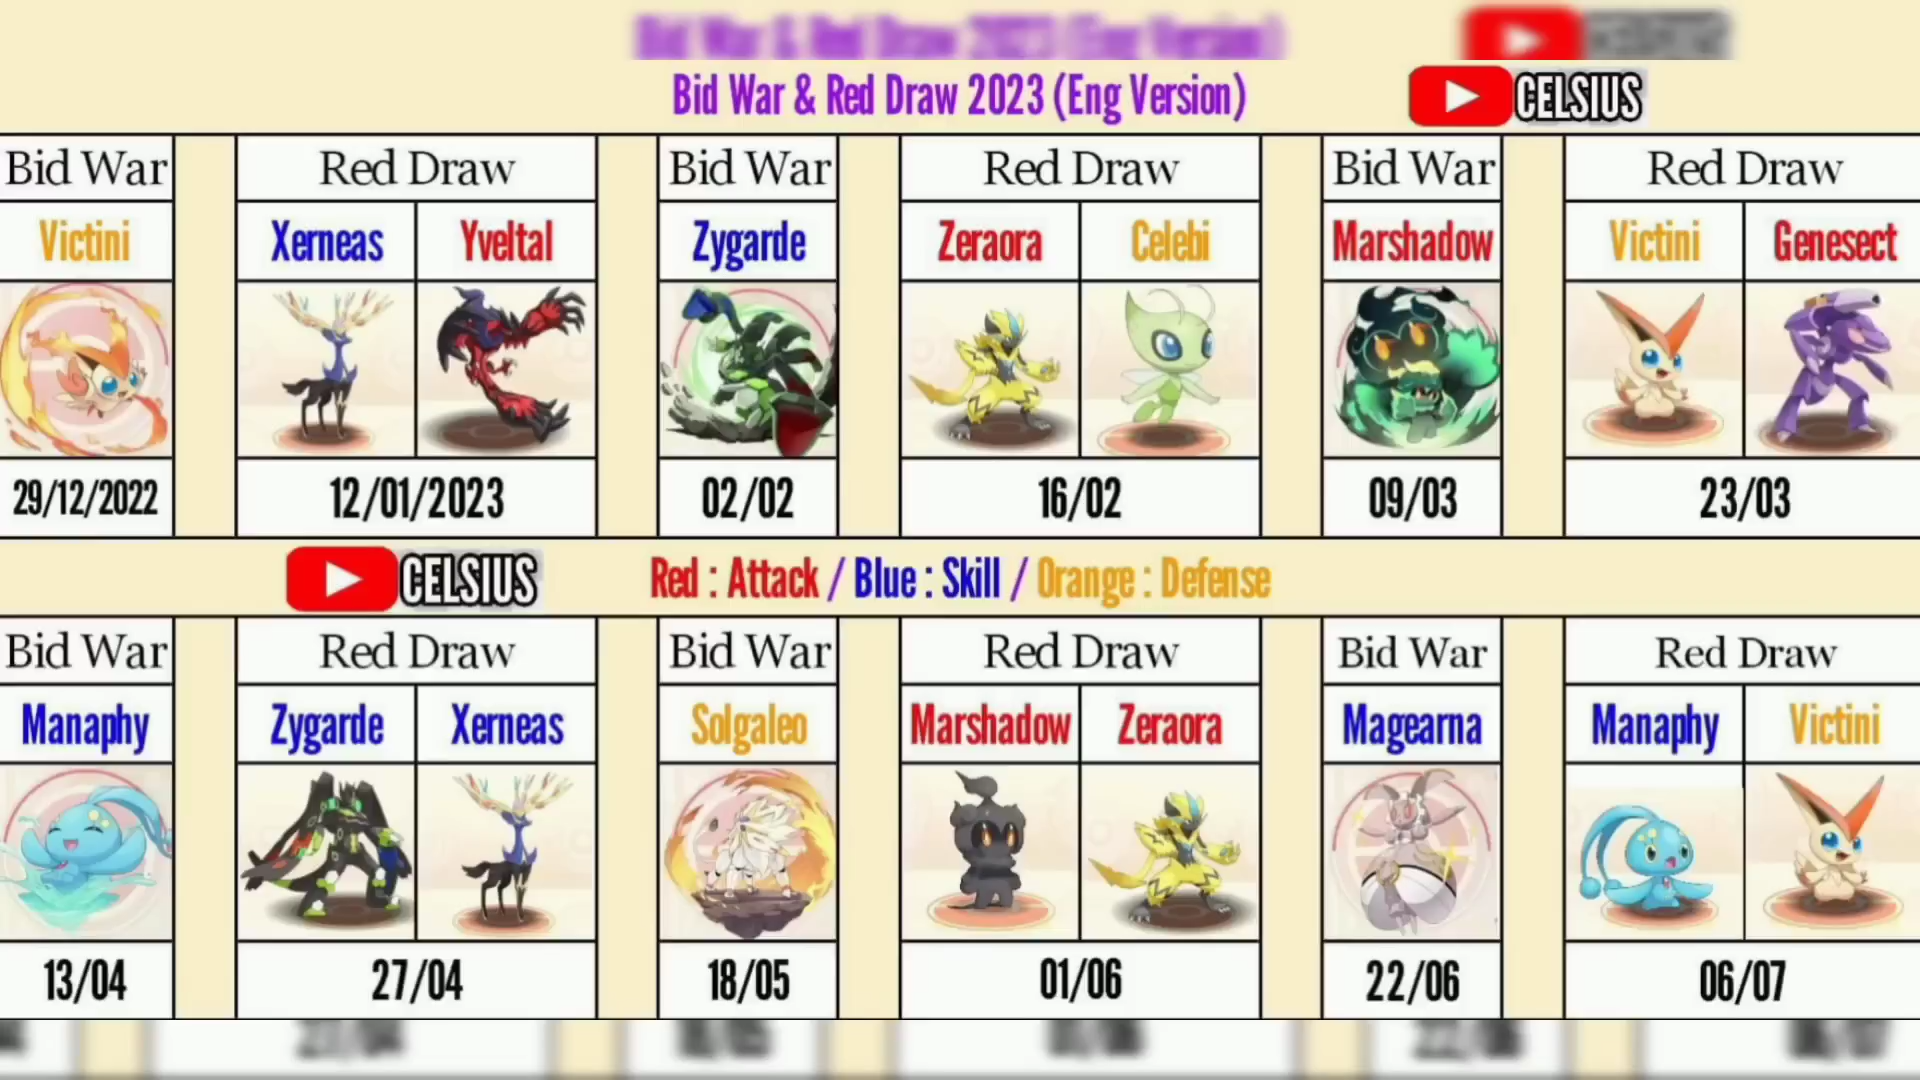 Bid War & Red Draw 2023 (Eng Version)
CELSIUS
Bid War Red Draw Bid War Red Draw Bid War Red Draw
Victini Xerneas Yveltal Zygarde Zeraora Celebi Marshadow Victini Genesect
29/12/2022 12/01/2023 02/02 16/02 09/03 23/03
CELSIUS Red : Attack / Blue : Skill / Orange : Defense
Bid War Red Draw Bid War Red Draw Bid War Red Draw
Manaphy Zygarde Xerneas Solgaleo Marshadow Zeraora Magearna Manaphy Victini
13/04 27/04 18/05 01/06 22/06 06/07